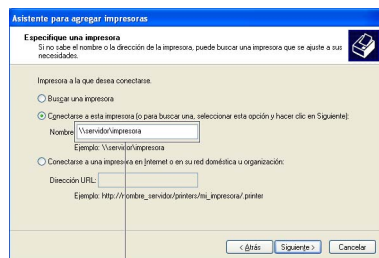 Asistente para agregar impresoras
Especifique una impresora
Si no sabe el nombre o la dirección de la impresora, puede buscar una impresora que se ajuste a sus
necesidades.
Impresora a la que desea conectarse.
Buscar una impresora
Conectarse a esta impresora (o para buscar una, seleccionar esta opción y hacer clic en Siguiente):
Nombre \\servidor\impresora
Ejemplo: \\servidor\impresora
Conectarse a una impresora en Internet o en su red doméstica u organización:
Dirección URL:
Ejemplo: http://nombre_servidor/printers/mi_impresora/.printer
< Atrás Siguiente > Cancelar